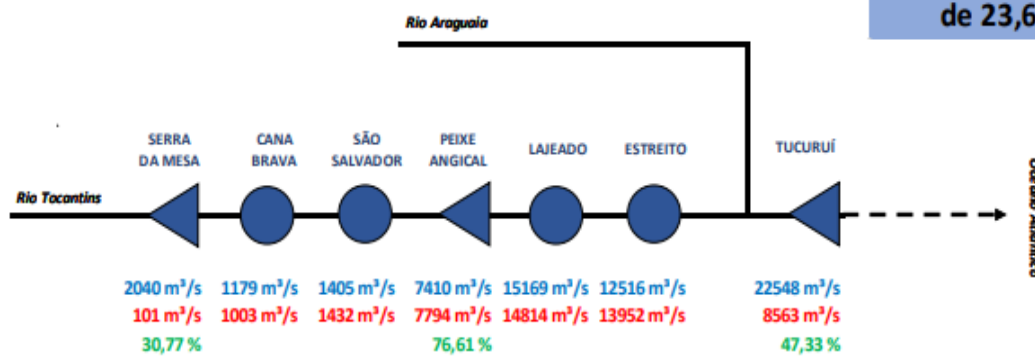 de 23,6
Rio Araguaia
SERRA
DA MESA
CANA
BRAVA
SÃO
SALVADOR
PEIXE
ANGICAL
LAJEADO
ESTREITO
TUCURUÍ
Rio Tocantins
2040 m³/s 1179 m³/s 1405 m³/s 7410 m³/s 15169 m³/s 12516 m³/s 22548 m³/s
101 m³/s 1003 m³/s 1432 m³/s 7794 m³/s 14814 m³/s 13952 m³/s 8563 m³/s
30,77 % 76,61 % 47,33 %